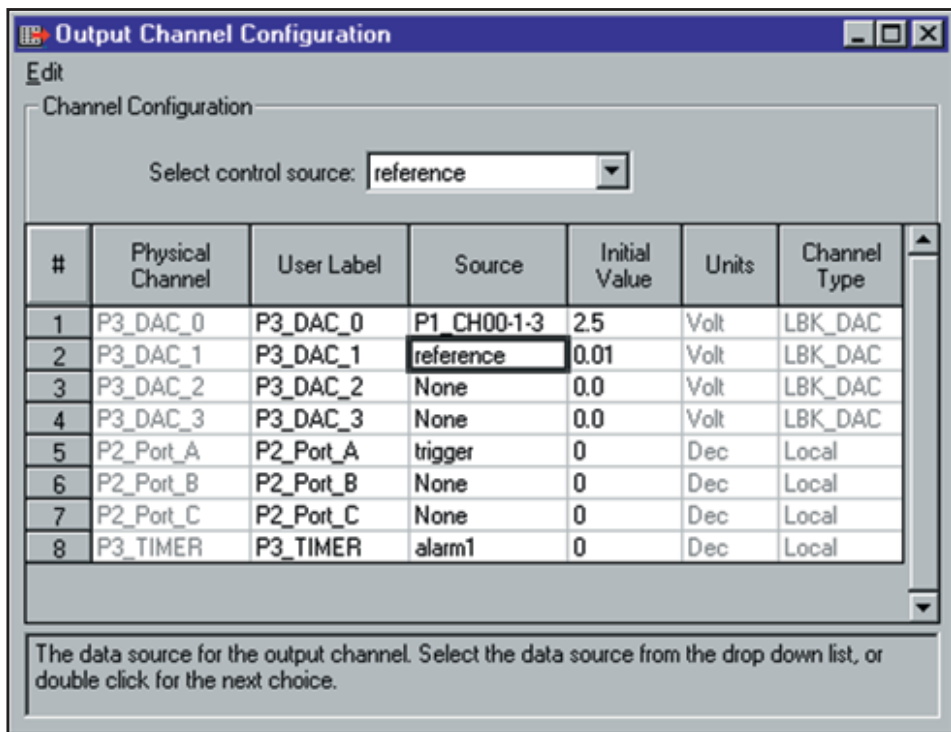 Output Channel Configuration
Edit
Channel Configuration
Select control source: reference
# Physical Channel User Label Source Initial Value Units Channel Type
1 P3_DAC_0 P3_DAC_0 P1_CH00-1-3 2.5 Volt LBK_DAC
2 P3_DAC_1 P3_DAC_1 reference 0.01 Volt LBK_DAC
3 P3_DAC_2 P3_DAC_2 None 0.0 Volt LBK_DAC
4 P3_DAC_3 P3_DAC_3 None 0.0 Volt LBK_DAC
5 P2_Port_A P2_Port_A trigger 0 Dec Local
6 P2_Port_B P2_Port_B None 0 Dec Local
7 P2_Port_C P2_Port_C None 0 Dec Local
8 P3_TIMER P3_TIMER alarm1 0 Dec Local
The data source for the output channel. Select the data source from the drop down list, or
double click for the next choice.